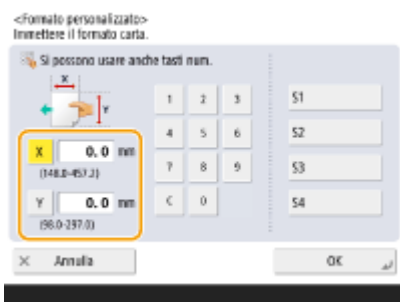 <Formato personalizzato>
Immettere il formato carta.
Si possono usare anche tasti num.
X
Y
1 2 3
4 5 6
7 8 9
C 0
X 0.0 mm
(148.0-457.2)
Y 0.0 mm
(98.0-297.0)
S1
S2
S3
S4
× Annulla
OK